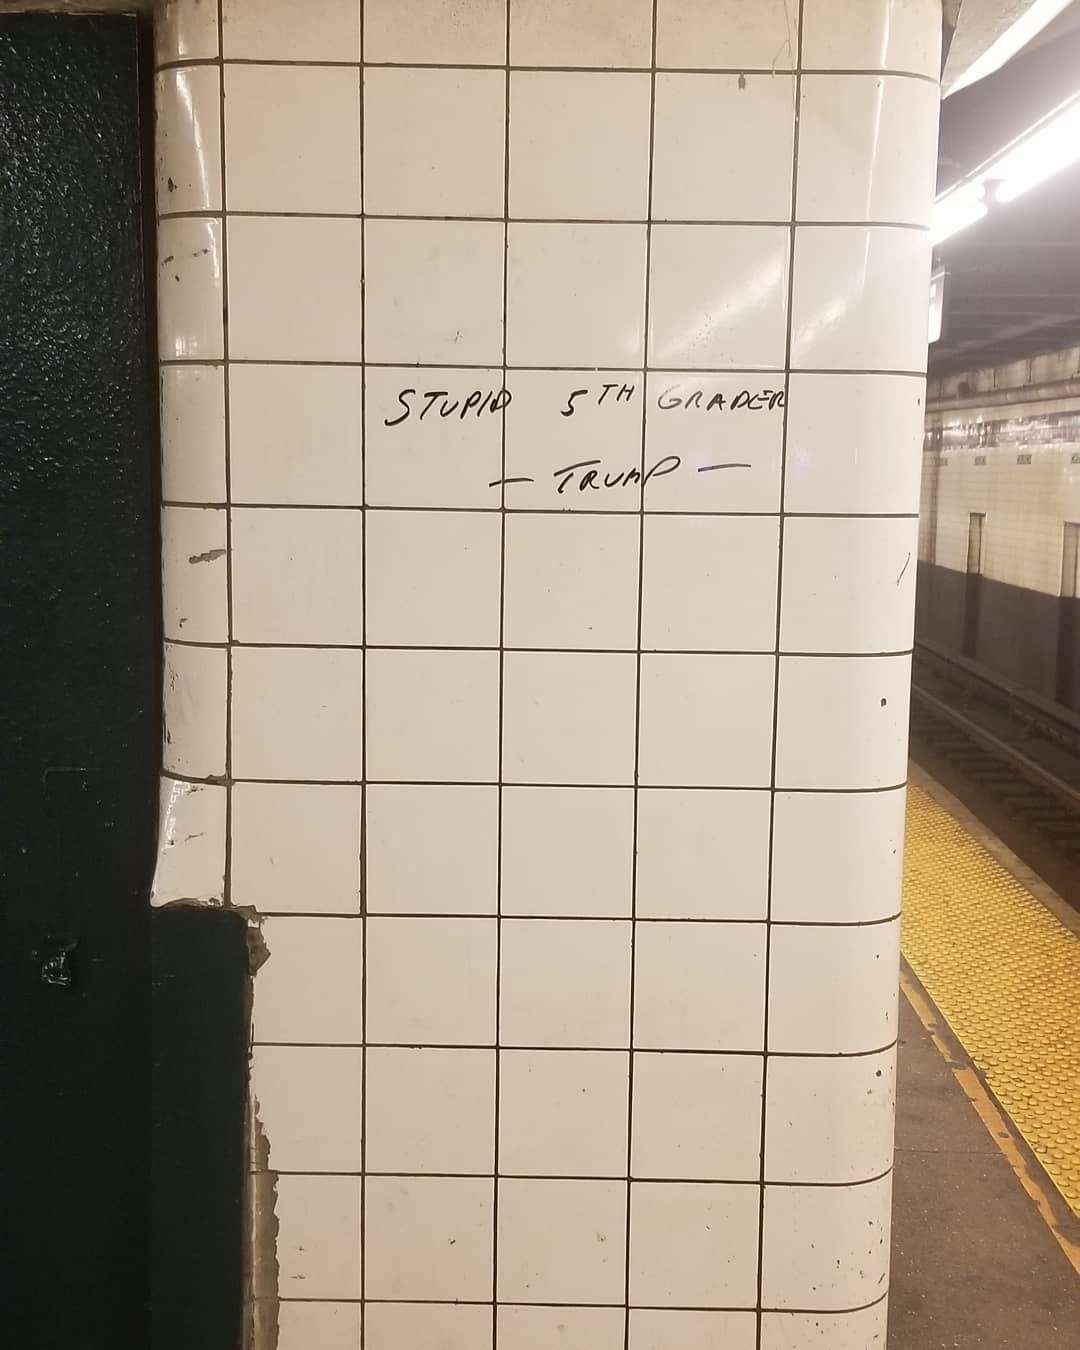 STUPID 5TH GRADER
— TRUMP —